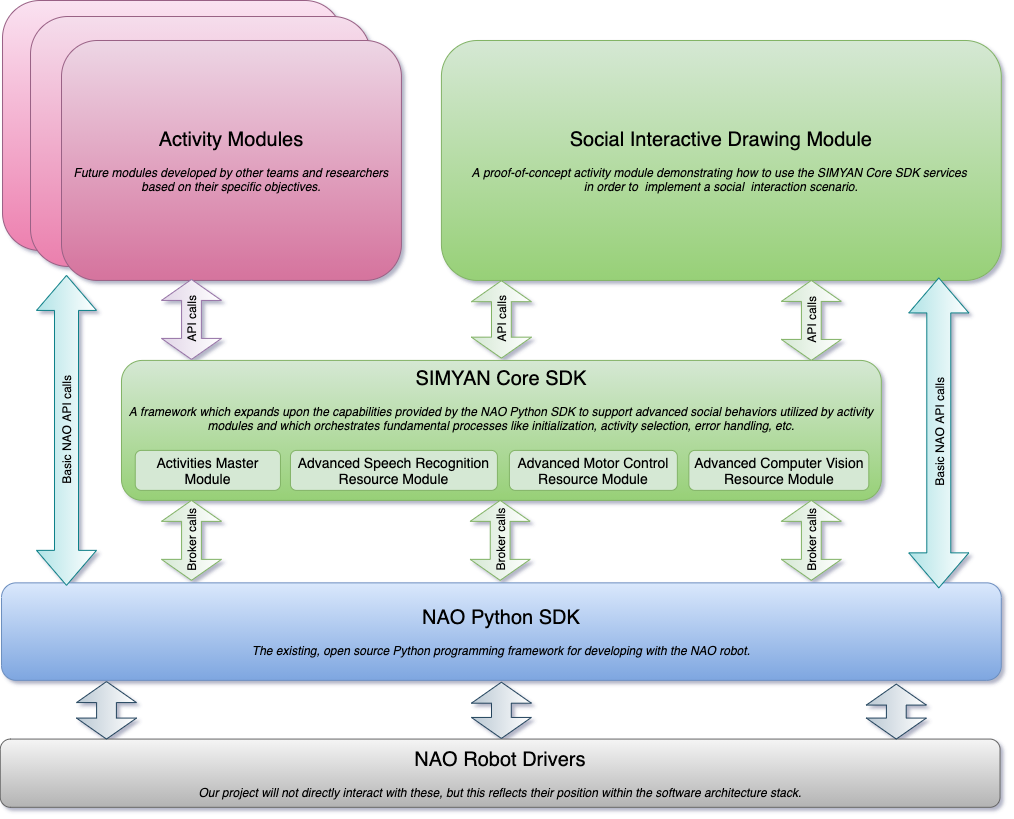 Activity Modules
Future modules developed by other teams and researchers
based on their specific objectives.
Social Interactive Drawing Module
A proof-of-concept activity module demonstrating how to use the SIMYAN Core SDK services
in order to implement a social interaction scenario.
API calls
API calls
API calls
Basic NAO API calls
Basic NAO API calls
SIMYAN Core SDK
A framework which expands upon the capabilities provided by the NAO Python SDK to support advanced social behaviors utilized by activity
modules and which orchestrates fundamental processes like initialization, activity selection, error handling, etc.
Activities Master
Module
Advanced Speech Recognition
Resource Module
Advanced Motor Control
Resource Module
Advanced Computer Vision
Resource Module
Broker calls
Broker calls
Broker calls
NAO Python SDK
The existing, open source Python programming framework for developing with the NAO robot.
NAO Robot Drivers
Our project will not directly interact with these, but this reflects their position within the software architecture stack.